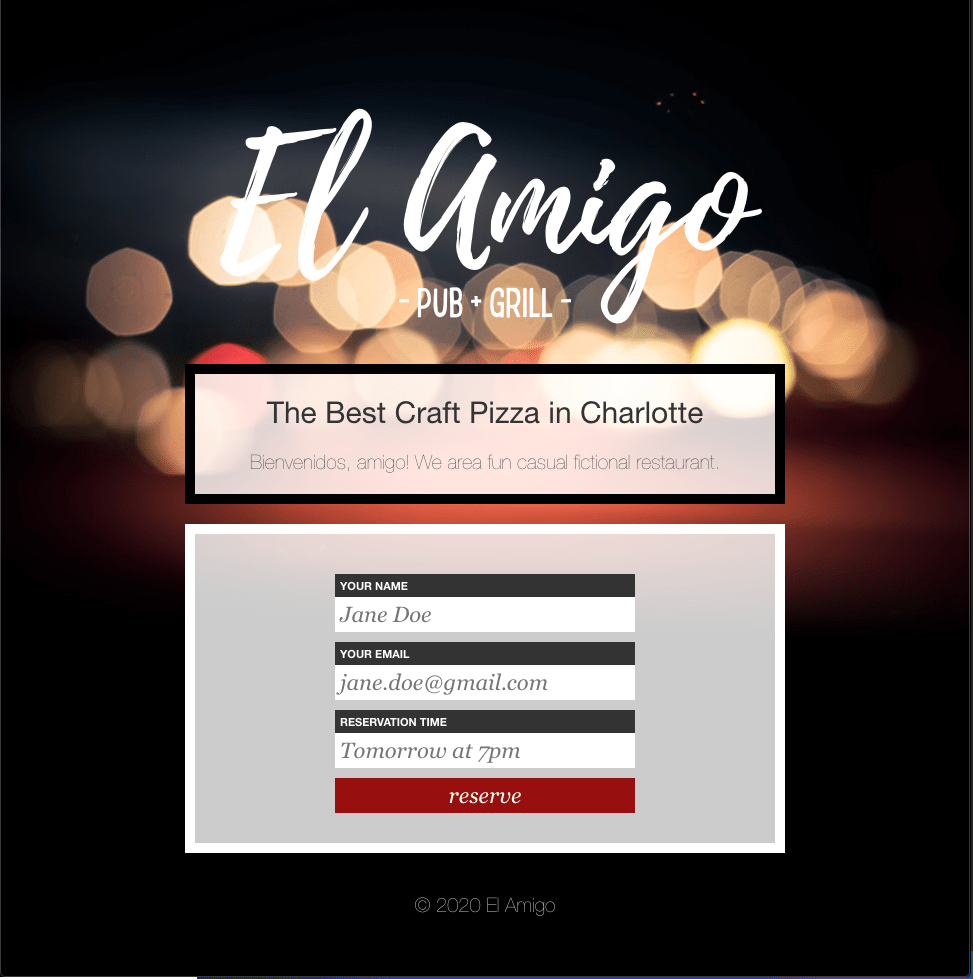 El Amigo
- PUB + GRILL -
The Best Craft Pizza in Charlotte
Bienvenidos, amigo! We area fun casual fictional restaurant.
YOUR NAME
Jane Doe
YOUR EMAIL
jane.doe@gmail.com
RESERVATION TIME
Tomorrow at 7pm
reserve
© 2020 El Amigo